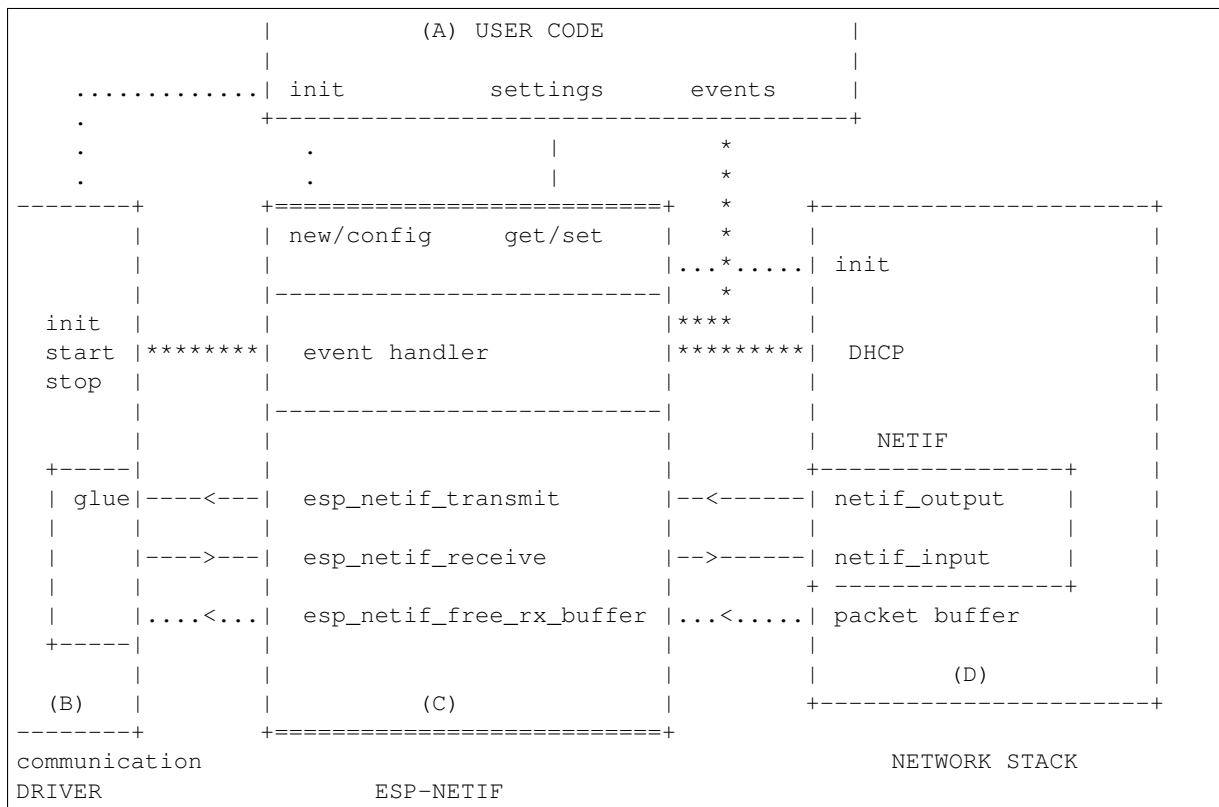 (A) USER CODE
init settings events
new/config get/set
init
init
start event handler DHCP
stop
NETIF
glue esp_netif_transmit netif_output
esp_netif_receive netif_input
esp_netif_free_rx_buffer packet buffer
(D)
(B) (C)
communication NETWORK STACK
DRIVER ESP-NETIF